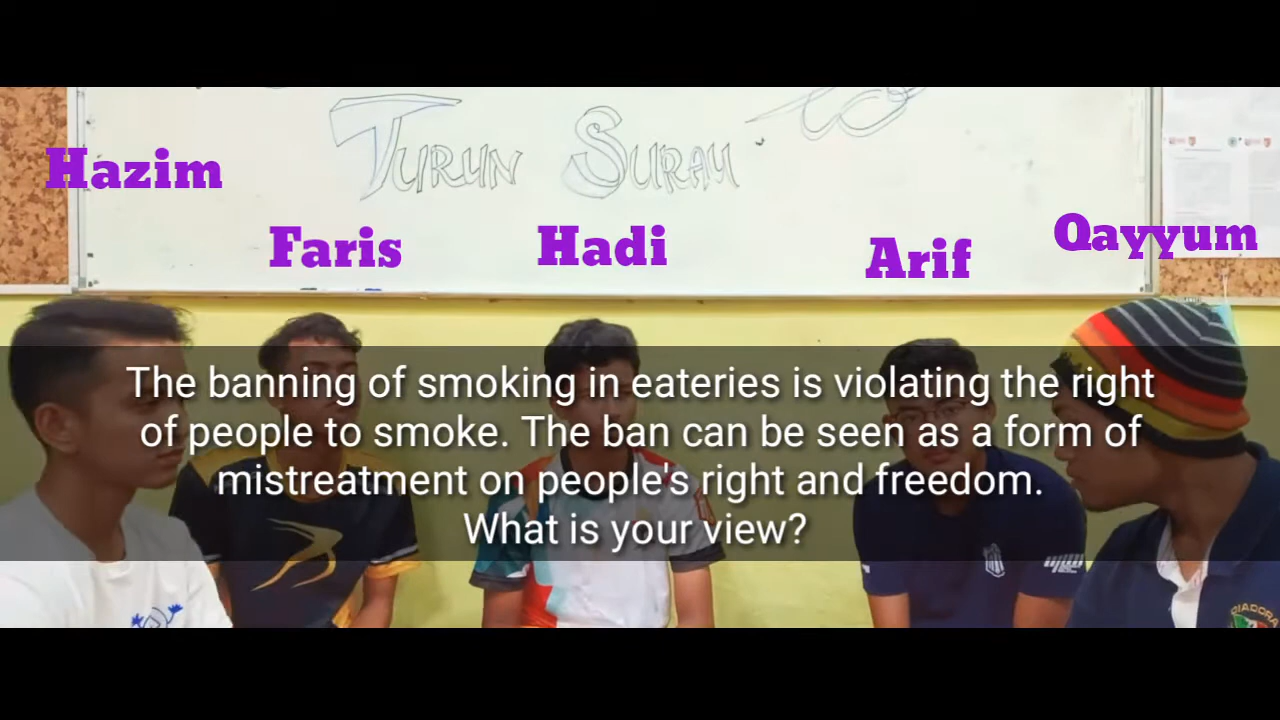 TURUN SURAU
Hazim
Faris
Hadi
Arif
Qayyum
The banning of smoking in eateries is violating the right
of people to smoke. The ban can be seen as a form of
mistreatment on people's right and freedom.
What is your view?
DIADORA